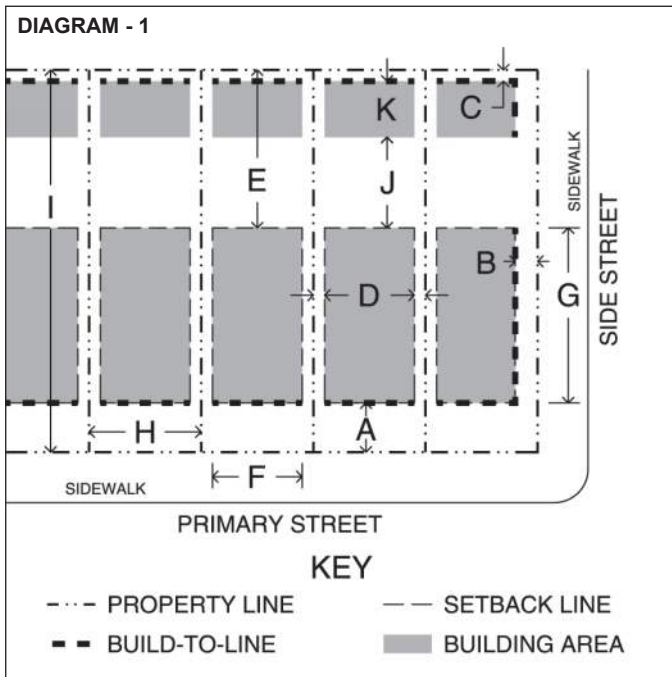 DIAGRAM - 1
K
C
E
J
I
SIDEWALK
B
D
G
SIDE STREET
H
A
F
SIDEWALK
PRIMARY STREET
KEY
PROPERTY LINE
SETBACK LINE
BUILD-TO-LINE
BUILDING AREA